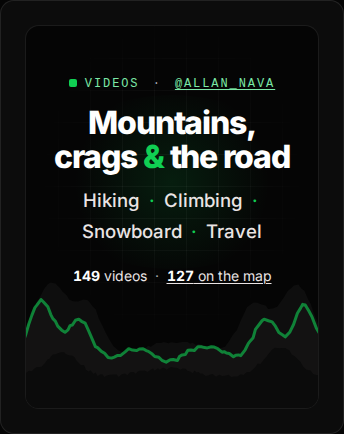 VIDEOS · @ALLAN_NAVA
Mountains,
crags & the road
Hiking · Climbing ·
Snowboard · Travel
149 videos · 127 on the map